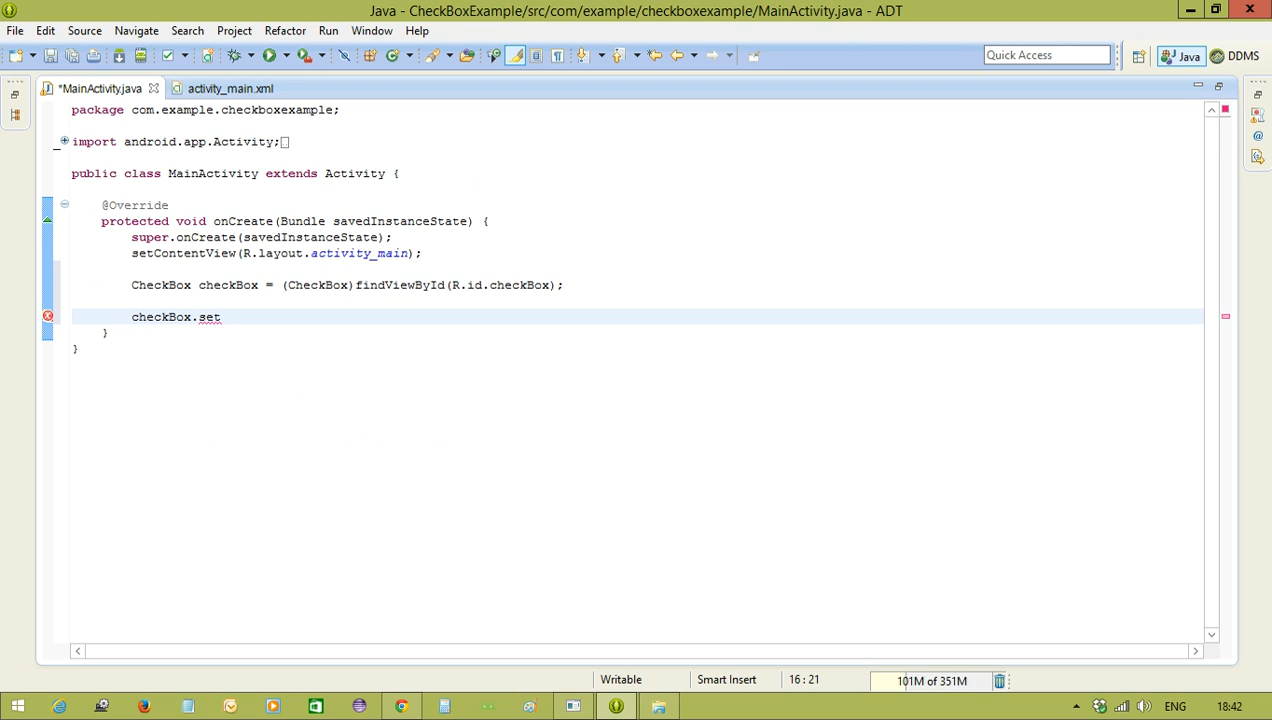 Java - CheckBoxExample/src/com/example/checkboxexample/MainActivity.java - ADT
File Edit Source Navigate Search Project Refactor Run Window Help
Quick Access Java DDMS
*MainActivity.java activity_main.xml
package com.example.checkboxexample;
import android.app.Activity;
public class MainActivity extends Activity {
@Override
protected void onCreate(Bundle savedInstanceState) {
super.onCreate(savedInstanceState);
setContentView(R.layout.activity_main);
CheckBox checkBox = (CheckBox)findViewById(R.id.checkBox);
checkBox.set
}
}
Writable Smart Insert 16 : 21 101M of 351M
ENG 18:42